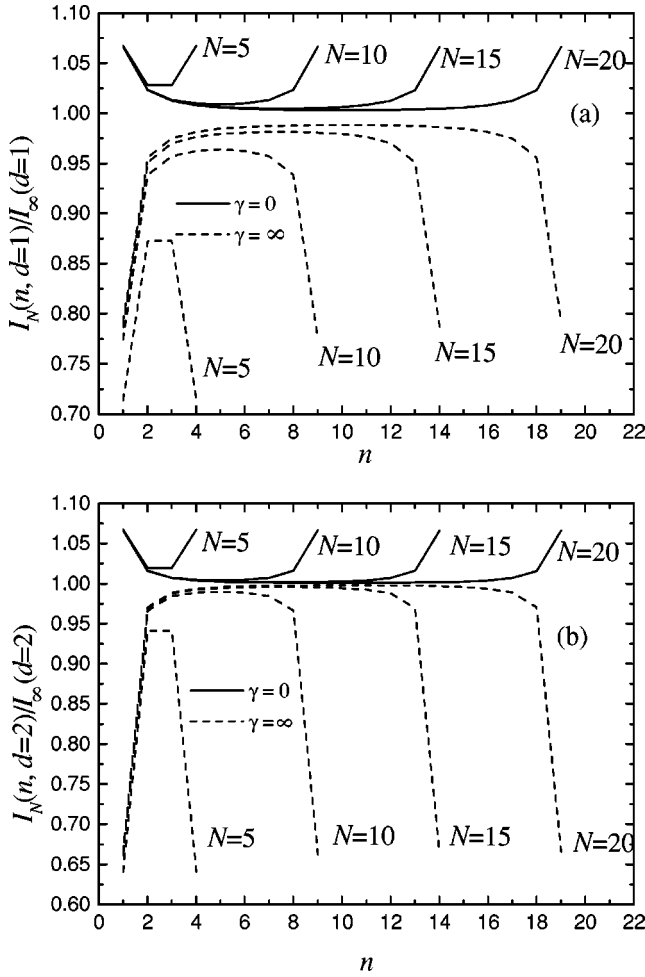 1.10
1.05
1.00
0.95
0.90
0.85
0.80
0.75
0.70
I_N(n, d=1)/I_∞(d=1)
N=5
N=10
N=15
N=20
(a)
γ = 0
γ = ∞
N=5
N=10
N=15
N=20
0 2 4 6 8 10 12 14 16 18 20 22
n
1.10
1.05
1.00
0.95
0.90
0.85
0.80
0.75
0.70
0.65
0.60
I_N(n, d=2)/I_∞(d=2)
N=5
N=10
N=15
N=20
(b)
γ = 0
γ = ∞
N=5
N=10
N=15
N=20
0 2 4 6 8 10 12 14 16 18 20 22
n